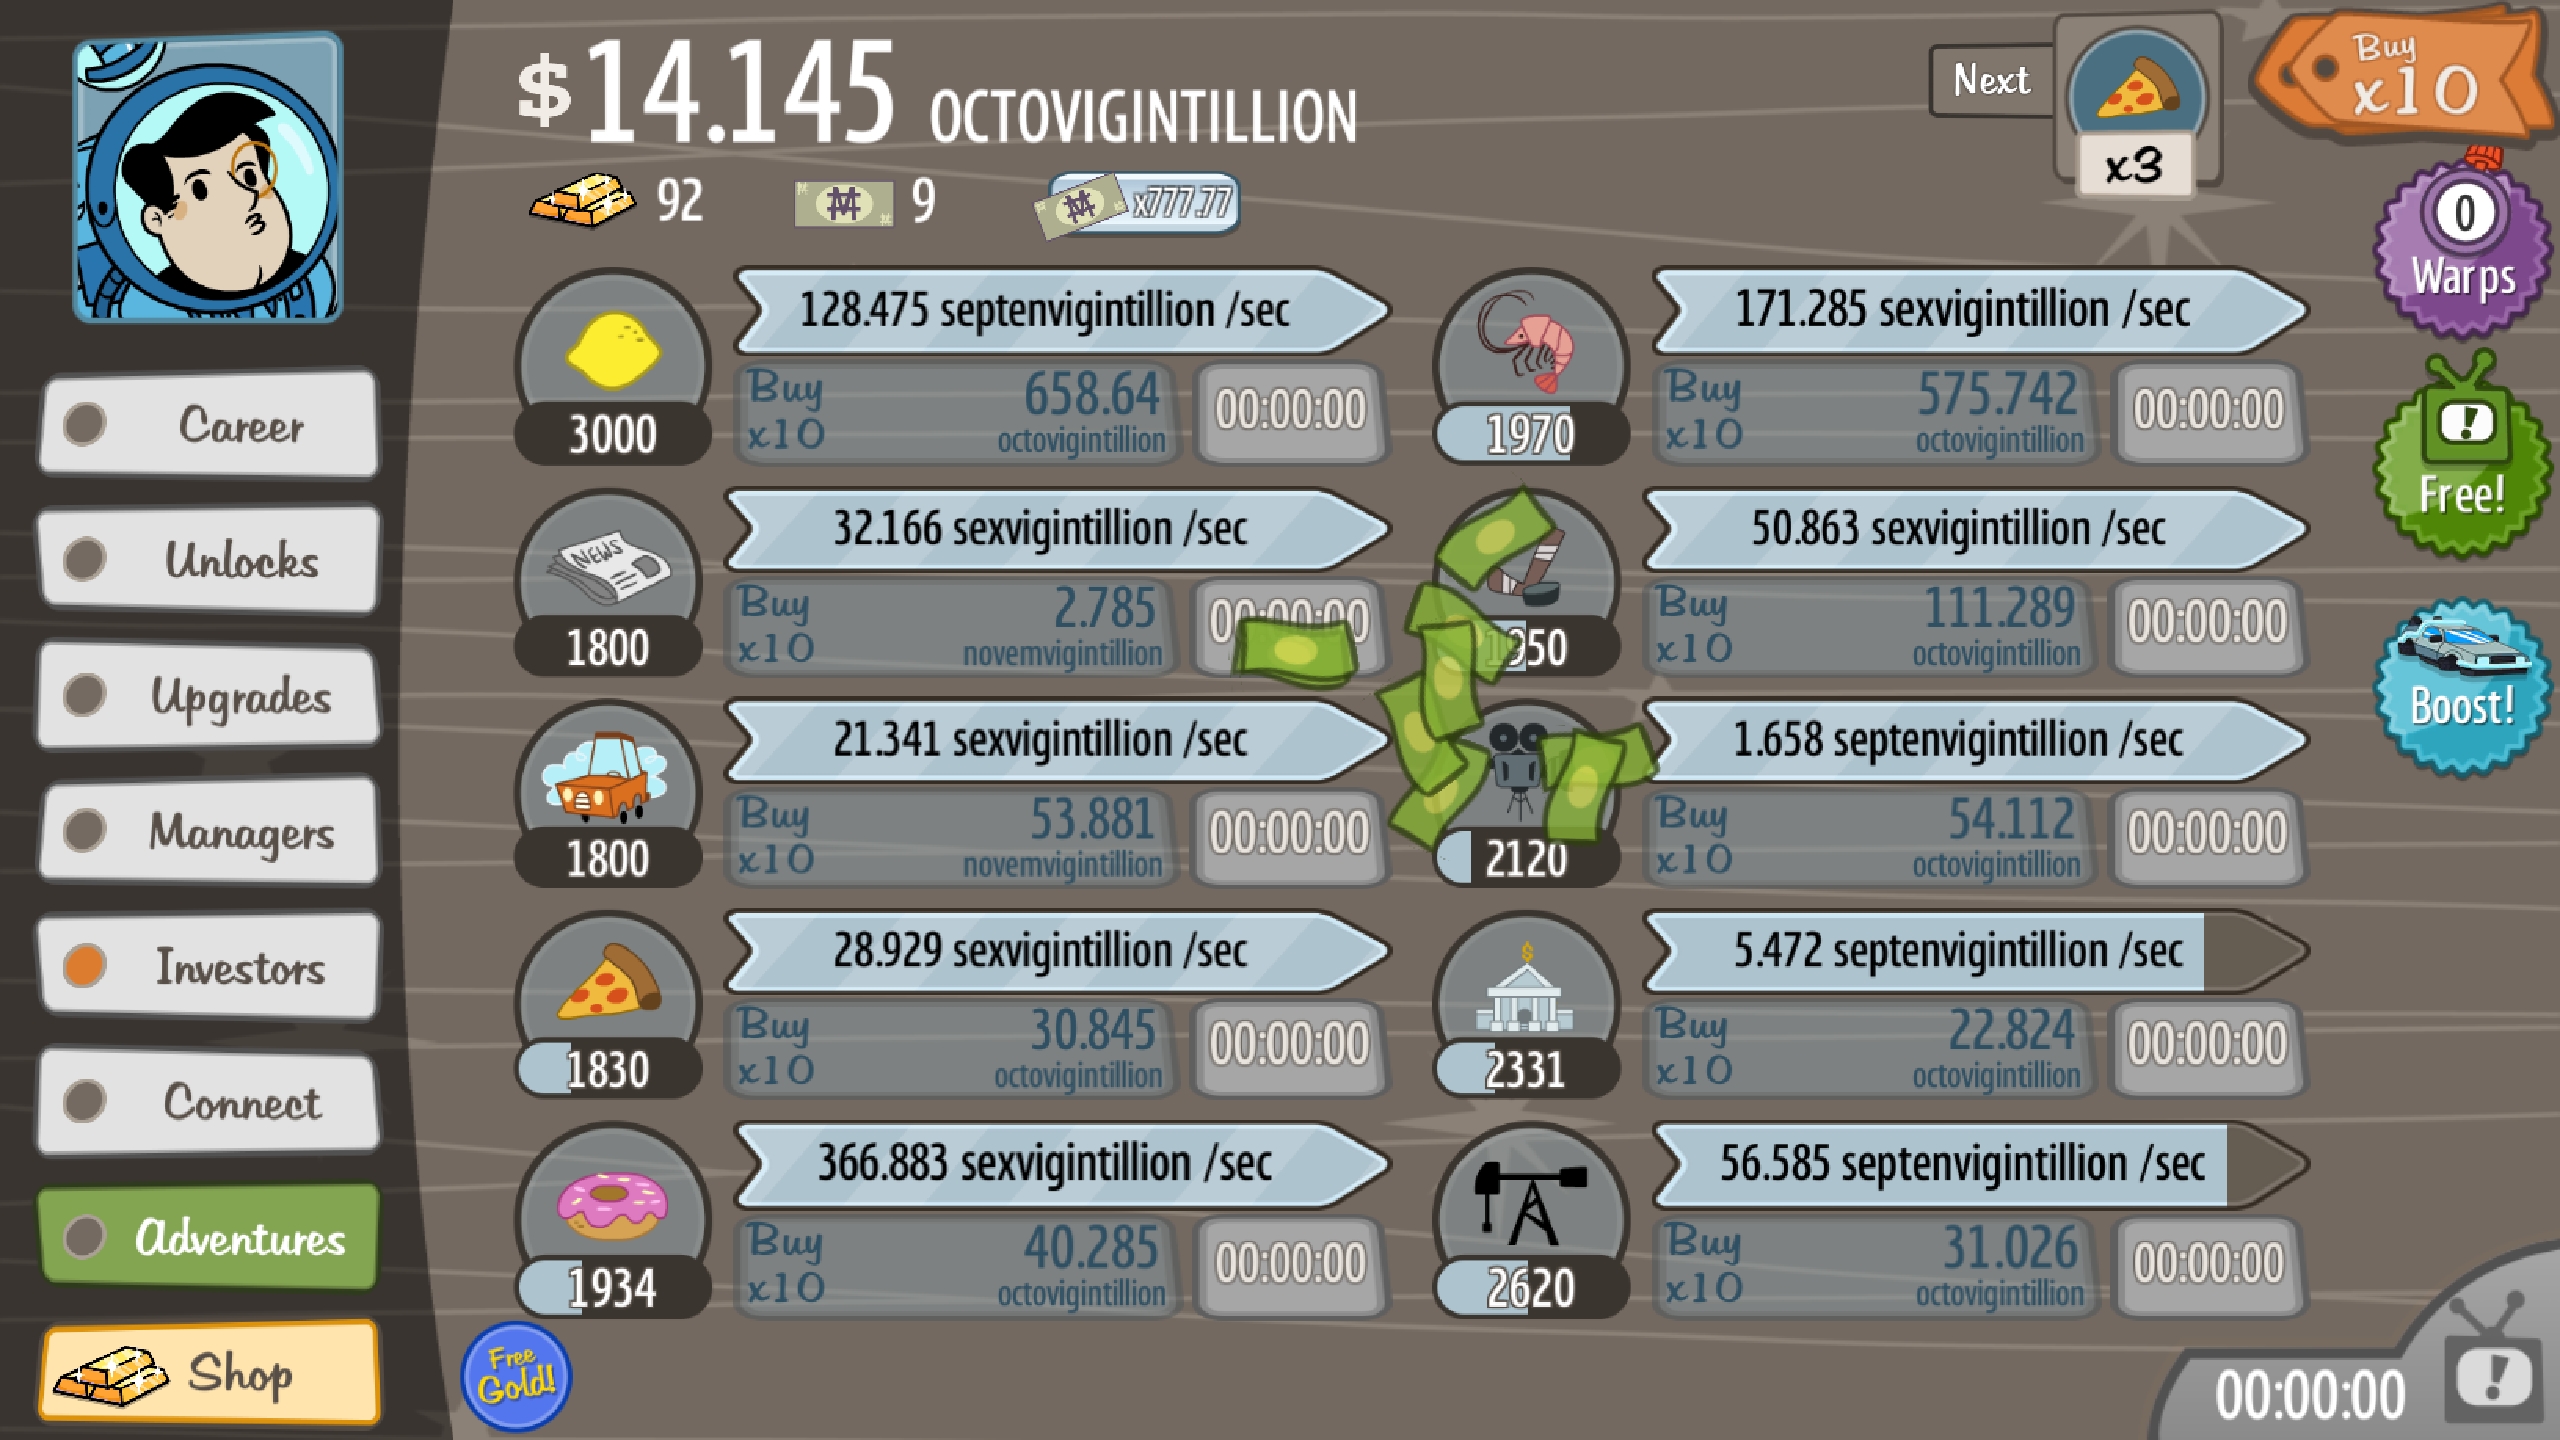 $14.145 OCTOVIGINTILLION
Next
x3
Buy
x10
92
9
x777.77
0
Warps
Free!
Boost!
Career
Unlocks
Upgrades
Managers
Investors
Connect
Adventures
Shop
128.475 septenvigintillion /sec
3000
Buy
x10
658.64
octovigintillion
00:00:00
171.285 sexvigintillion /sec
1970
Buy
x10
575.742
octovigintillion
00:00:00
NEWS
32.166 sexvigintillion /sec
1800
Buy
x10
2.785
novemvigintillion
00:00:00
50.863 sexvigintillion /sec
1950
Buy
x10
111.289
octovigintillion
00:00:00
21.341 sexvigintillion /sec
1800
Buy
x10
53.881
novemvigintillion
00:00:00
1.658 septenvigintillion /sec
2120
Buy
x10
54.112
octovigintillion
00:00:00
28.929 sexvigintillion /sec
1830
Buy
x10
30.845
octovigintillion
00:00:00
$
5.472 septenvigintillion /sec
2331
Buy
x10
22.824
octovigintillion
00:00:00
366.883 sexvigintillion /sec
1934
Buy
x10
40.285
octovigintillion
00:00:00
56.585 septenvigintillion /sec
2620
Buy
x10
31.026
octovigintillion
00:00:00
Free
Gold!
00:00:00
!